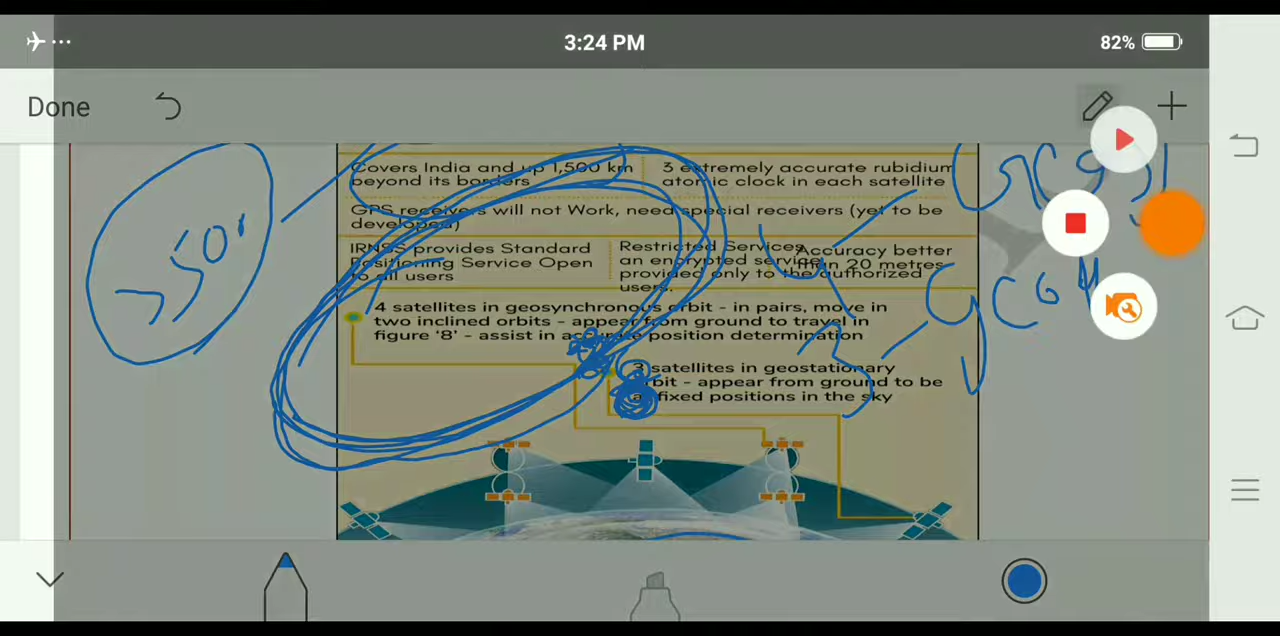 3:24 PM
82%
Done
Covers India and up 1,500 km
beyond its borders
3 extremely accurate rubidium
atomic clock in each satellite
GPS receivers will not Work, need special receivers (yet to be
developed)
IRNSS provides Standard
Positioning Service Open
to all users
Restricted Services
an encrypted service
provided only to the authorized
users.
Accuracy better
than 20 metres
4 satellites in geosynchronous orbit - in pairs, move in
two inclined orbits - appear from ground to travel in
figure '8' - assist in accurate position determination
3 satellites in geostationary
orbit - appear from ground to be
at fixed positions in the sky
4
3